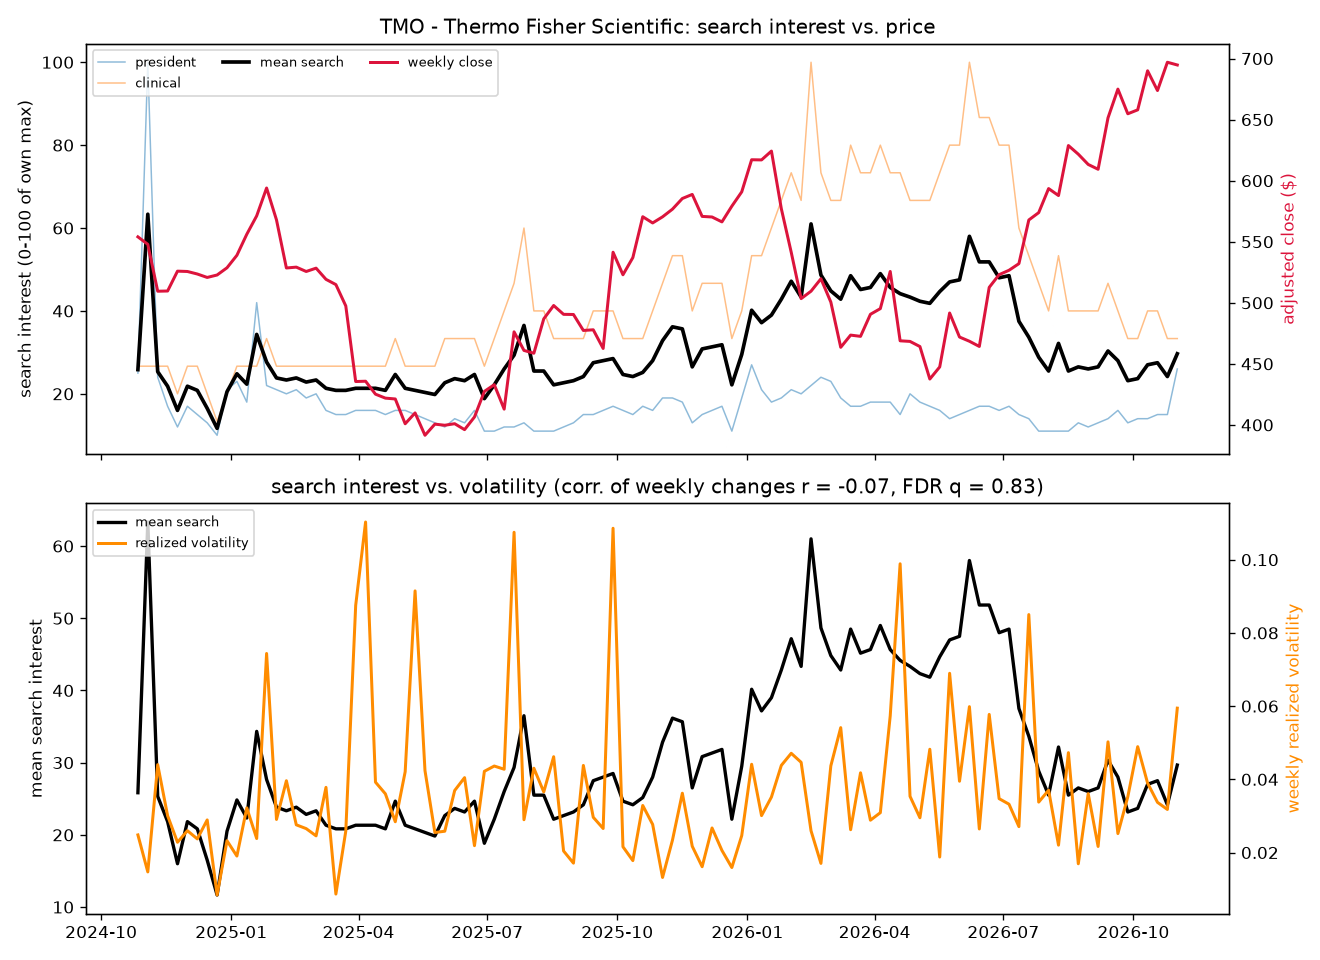 TMO - Thermo Fisher Scientific: search interest vs. price
president
clinical
mean search
weekly close
search interest (0-100 of own max)
100
80
60
40
20
adjusted close ($)
700
650
600
550
500
450
400
search interest vs. volatility (corr. of weekly changes r = -0.07, FDR q = 0.83)
mean search
realized volatility
mean search interest
60
50
40
30
20
10
weekly realized volatility
0.10
0.08
0.06
0.04
0.02
2024-10
2025-01
2025-04
2025-07
2025-10
2026-01
2026-04
2026-07
2026-10